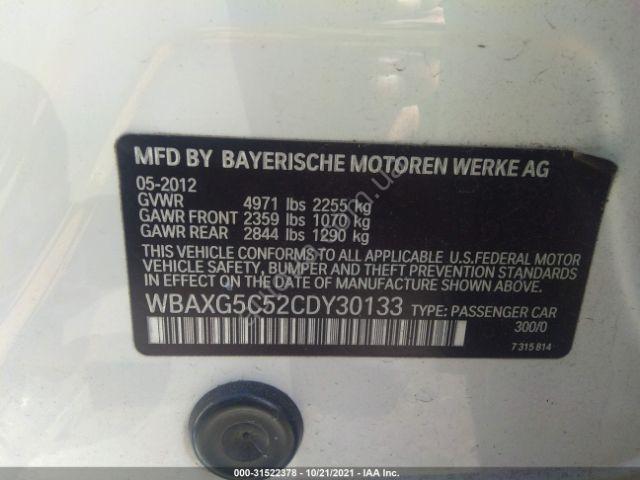 MFD BY BAYERISCHE MOTOREN WERKE AG
05-2012
GVWR 4971 lbs 2255 kg
GAWR FRONT 2359 lbs 1070 kg
GAWR REAR 2844 lbs 1290 kg
THIS VEHICLE CONFORMS TO ALL APPLICABLE U.S.FEDERAL MOTOR
VEHICLE SAFETY, BUMPER AND THEFT PREVENTION STANDARDS
IN EFFECT ON THE DATE OF MANUFACTURE SHOWN ABOVE.
WBAXG5C52CDY30133 TYPE: PASSENGER CAR
300/0
7 315 814
000-31522378 - 10/21/2021 - IAA Inc.